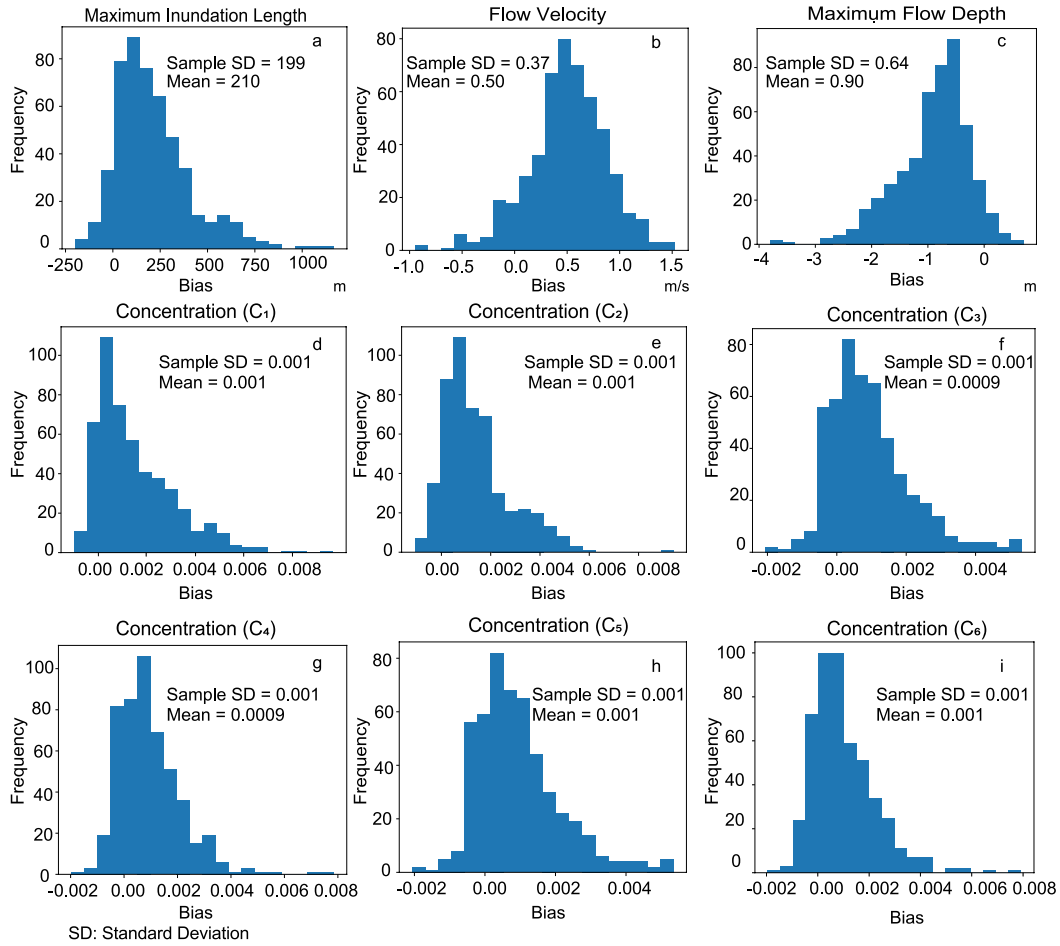 Maximum Inundation Length
a
Sample SD = 199
Mean = 210
Frequency
80
60
40
20
0
-250
0
250
500
750
1000
Bias
m
Flow Velocity
b
Sample SD = 0.37
Mean = 0.50
Frequency
80
60
40
20
0
-1.0
-0.5
0.0
0.5
1.0
1.5
Bias
m/s
Maximum Flow Depth
c
Sample SD = 0.64
Mean = 0.90
Frequency
80
60
40
20
0
-4
-3
-2
-1
0
Bias
m
Concentration (C₁)
d
Sample SD = 0.001
Mean = 0.001
Frequency
100
80
60
40
20
0
0.00
0.002
0.004
0.006
0.008
Bias
Concentration (C₂)
e
Sample SD = 0.001
Mean = 0.001
Frequency
100
80
60
40
20
0
0.00
0.002
0.004
0.006
0.008
Bias
Concentration (C₃)
f
Sample SD = 0.001
Mean = 0.0009
Frequency
80
60
40
20
0
-0.002
0.00
0.002
0.004
Bias
Concentration (C₄)
g
Sample SD = 0.001
Mean = 0.0009
Frequency
100
80
60
40
20
0
-0.002
0.00
0.002
0.004
0.006
0.008
Bias
Concentration (C₅)
h
Sample SD = 0.001
Mean = 0.001
Frequency
80
60
40
20
0
-0.002
0.00
0.002
0.004
Bias
Concentration (C₆)
i
Sample SD = 0.001
Mean = 0.001
Frequency
100
80
60
40
20
0
-0.002
0.00
0.002
0.004
0.006
0.008
Bias
SD: Standard Deviation